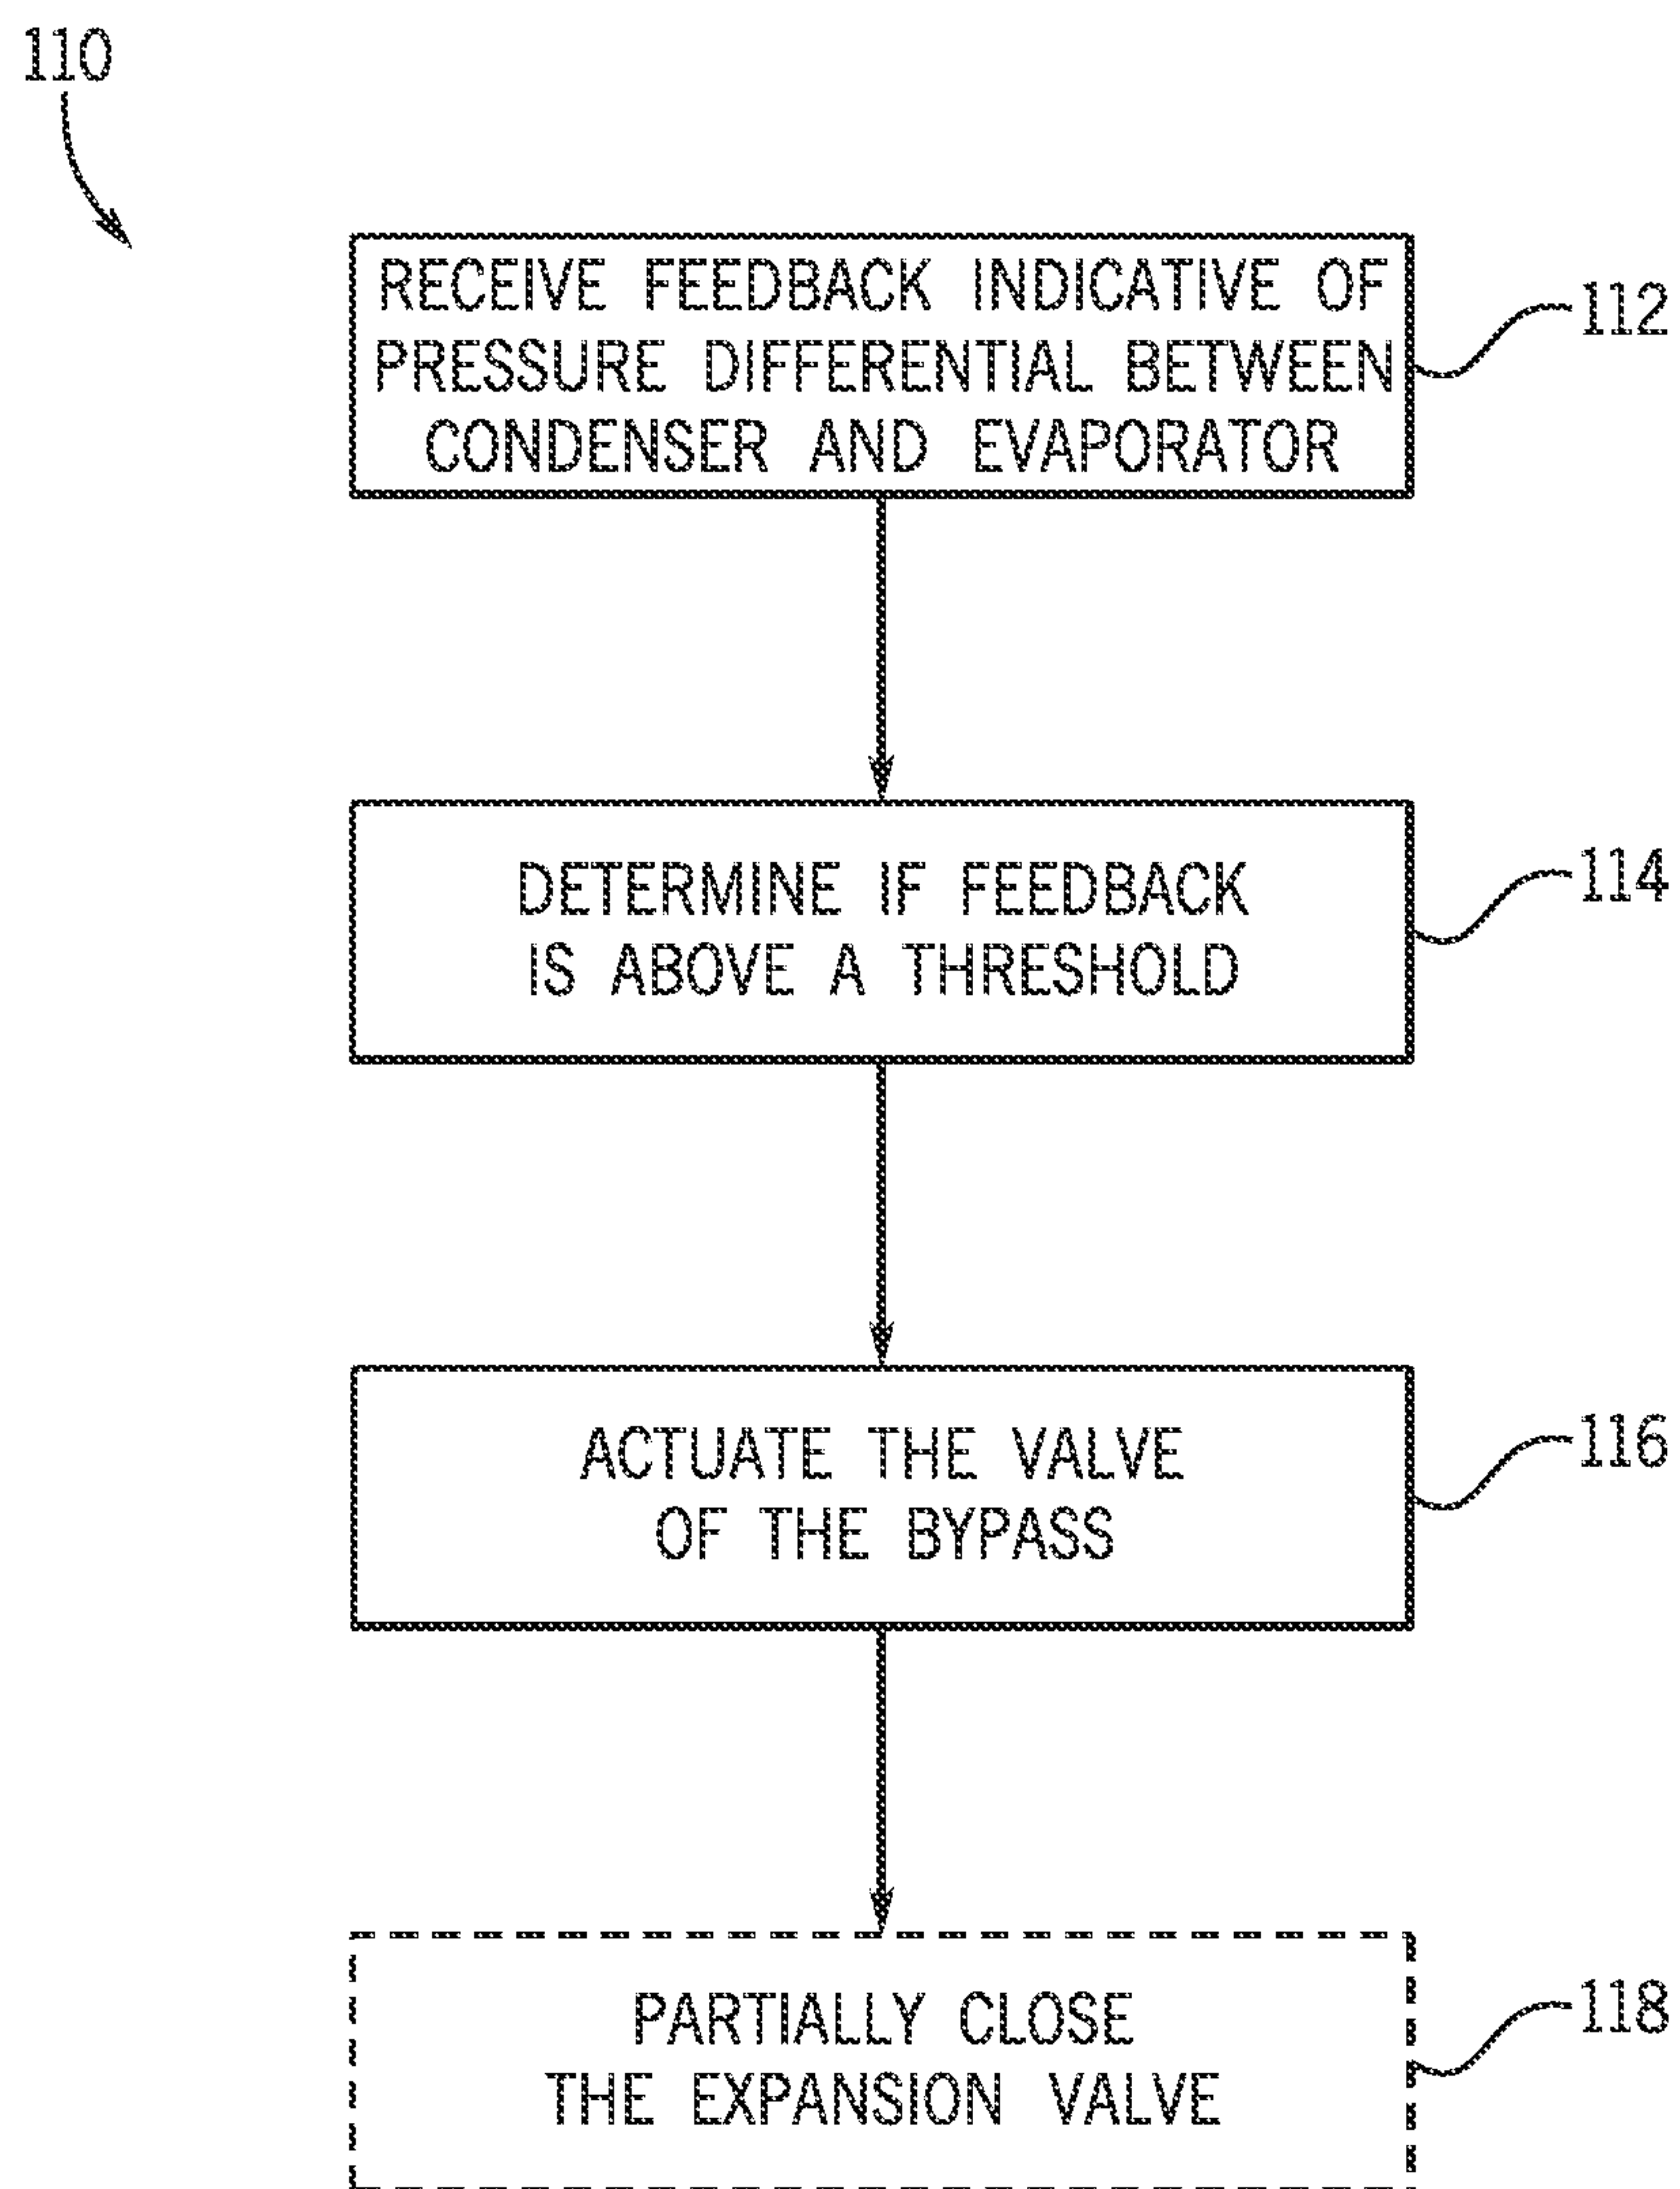 110
RECEIVE FEEDBACK INDICATIVE OF
PRESSURE DIFFERENTIAL BETWEEN
CONDENSER AND EVAPORATOR
112
DETERMINE IF FEEDBACK
IS ABOVE A THRESHOLD
114
ACTUATE THE VALVE
OF THE BYPASS
116
PARTIALLY CLOSE
THE EXPANSION VALVE
118